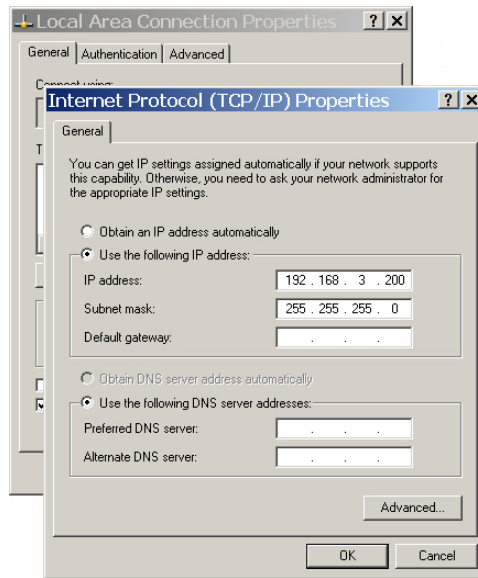 Local Area Connection Properties
General Authentication Advanced
Connect using:
Internet Protocol (TCP/IP) Properties
General
You can get IP settings assigned automatically if your network supports
this capability. Otherwise, you need to ask your network administrator for
the appropriate IP settings.
Obtain an IP address automatically
Use the following IP address:
IP address: 192 . 168 . 3 . 200
Subnet mask: 255 . 255 . 255 . 0
Default gateway: . . .
Obtain DNS server address automatically
Use the following DNS server addresses:
Preferred DNS server: . . .
Alternate DNS server: . . .
Advanced...
OK Cancel